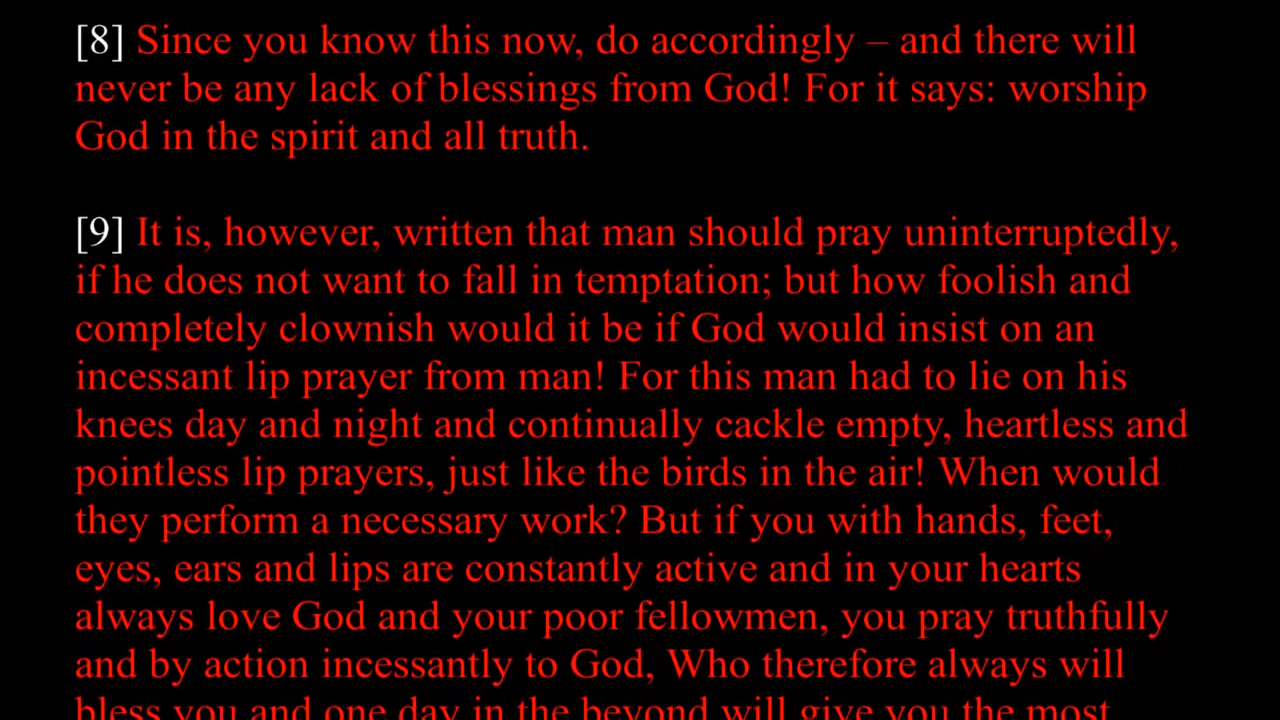 [8] Since you know this now, do accordingly – and there will
never be any lack of blessings from God! For it says: worship
God in the spirit and all truth.
[9] It is, however, written that man should pray uninterruptedly,
if he does not want to fall in temptation; but how foolish and
completely clownish would it be if God would insist on an
incessant lip prayer from man! For this man had to lie on his
knees day and night and continually cackle empty, heartless and
pointless lip prayers, just like the birds in the air! When would
they perform a necessary work? But if you with hands, feet,
eyes, ears and lips are constantly active and in your hearts
always love God and your poor fellowmen, you pray truthfully
and by action incessantly to God, Who therefore always will
bless you and one day in the beyond will give you the most